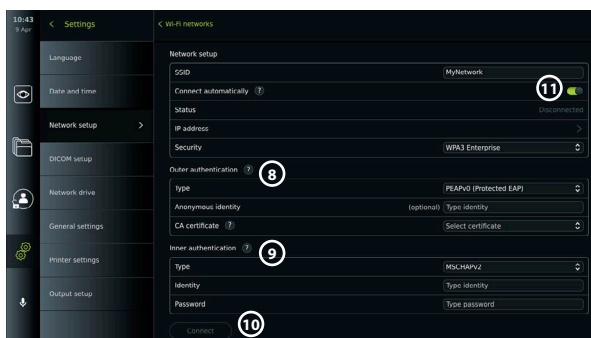 10:43
9 Apr
< Settings
Language
Date and time
Network setup >
DICOM setup
Network drive
General settings
Printer settings
Output setup
< Wi-Fi networks
Network setup
SSID MyNetwork
Connect automatically ? 11
Status Disconnected
IP address >
Security WPA3 Enterprise
Outer authentication ? 8
Type PEAPv0 (Protected EAP)
Anonymous identity (optional) Type identity
CA certificate ? Select certificate
Inner authentication ? 9
Type MSCHAPv2
Identity Type identity
Password Type password
Connect 10